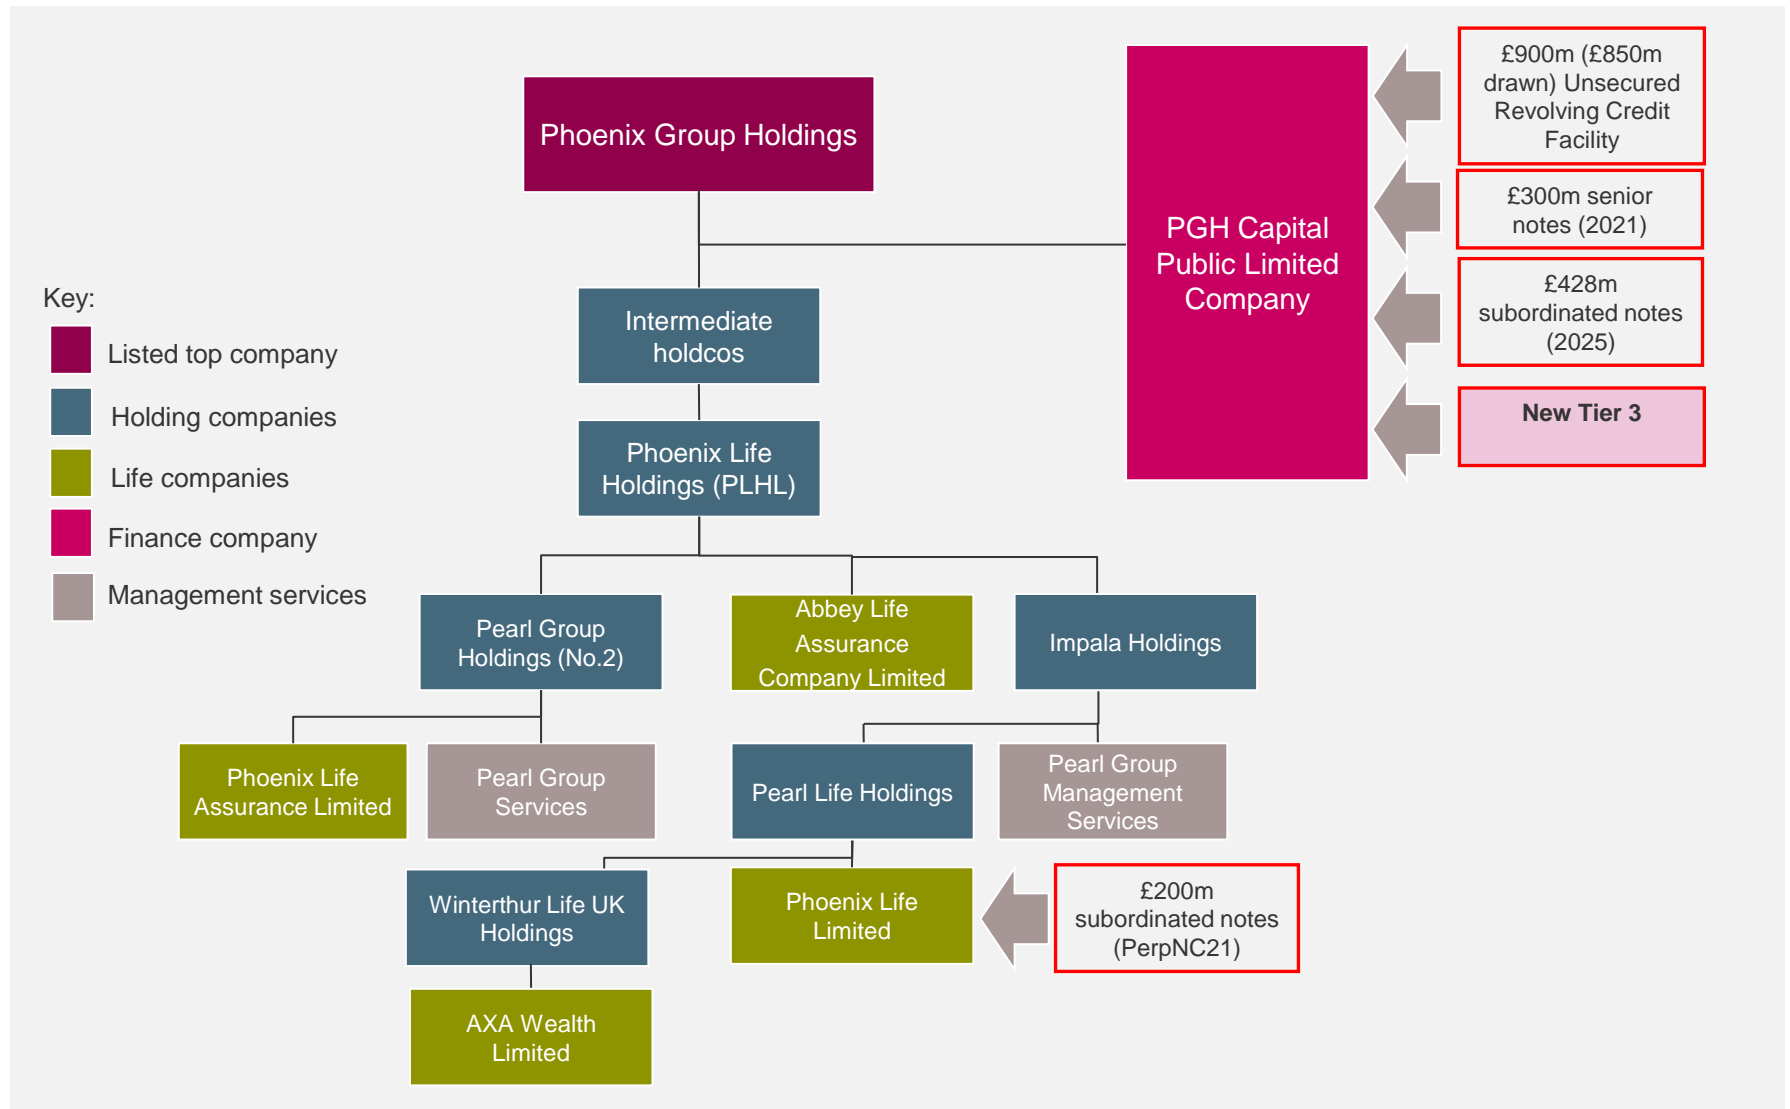 £900m (£850m
drawn) Unsecured
Revolving Credit
Facility
Phoenix Group Holdings
£300m senior
notes (2021)
PGH Capital
Public Limited
Company
£428m
subordinated notes
(2025)
New Tier 3
Key:
Listed top company
Holding companies
Life companies
Finance company
Management services
Intermediate
holdcos
Phoenix Life
Holdings (PLHL)
Pearl Group
Holdings (No.2)
Abbey Life
Assurance
Company Limited
Impala Holdings
Phoenix Life
Assurance Limited
Pearl Group
Services
Pearl Life Holdings
Pearl Group
Management
Services
Winterthur Life UK
Holdings
Phoenix Life
Limited
£200m
subordinated notes
(PerpNC21)
AXA Wealth
Limited